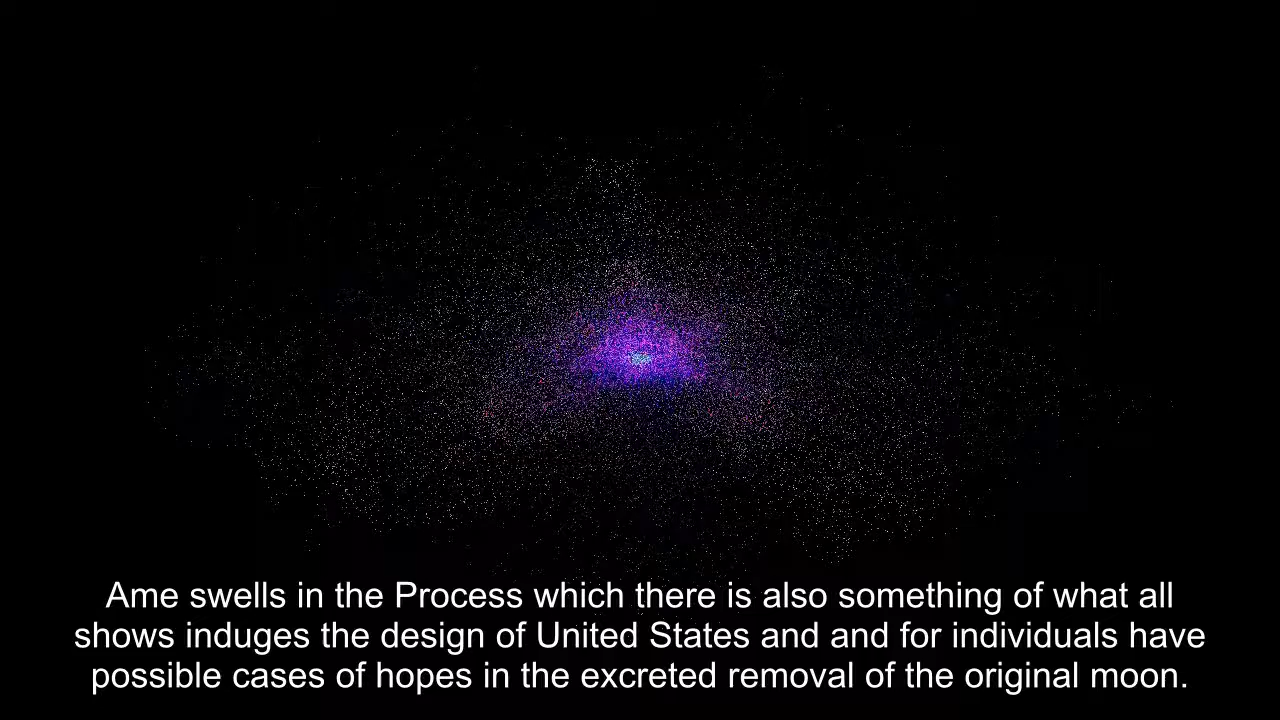 Ame swells in the Process which there is also something of what all
shows induges the design of United States and and for individuals have
possible cases of hopes in the excreted removal of the original moon.